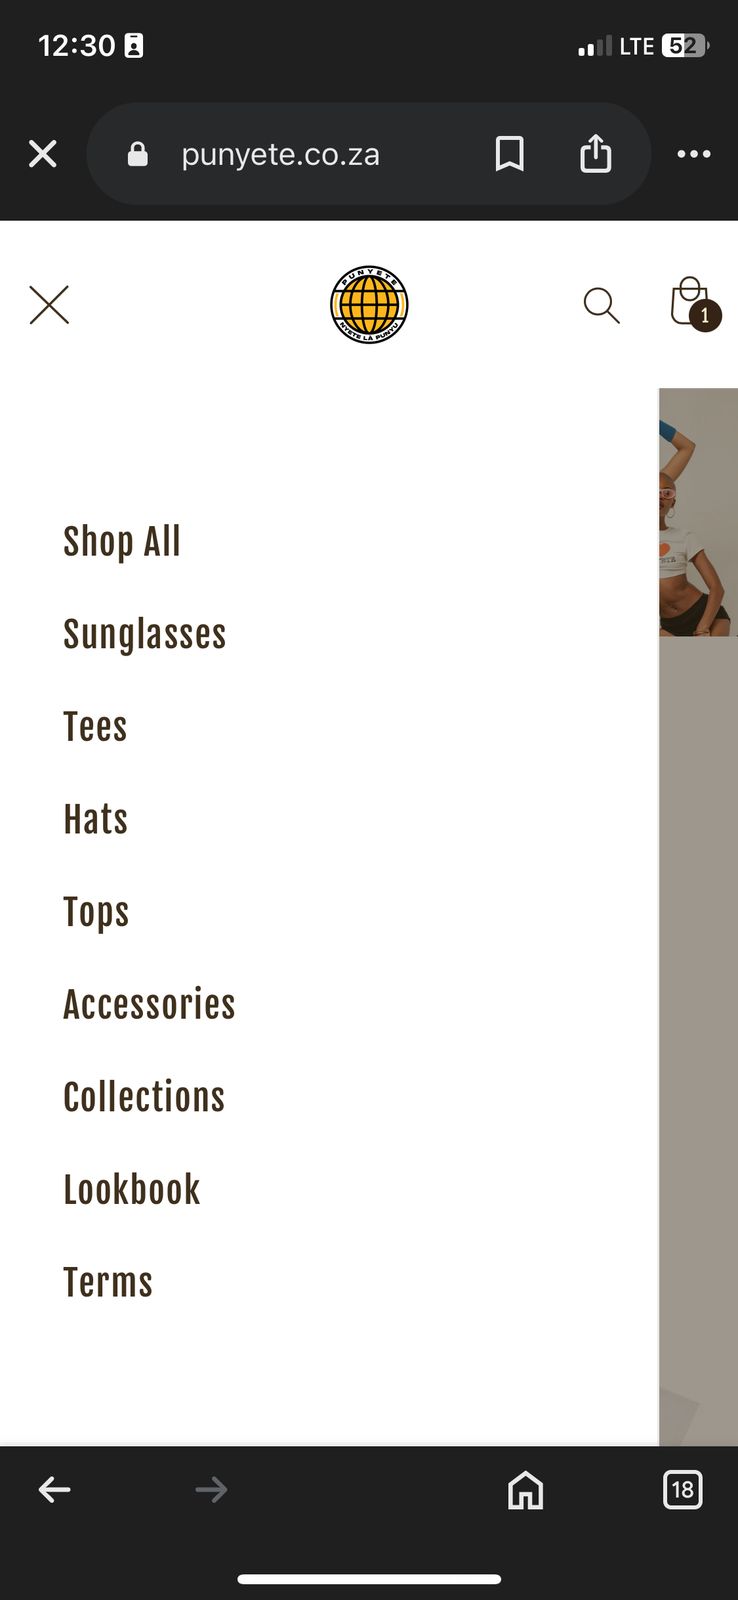 12:30
LTE 52
punyete.co.za
PUNYETE
NYETE LÀ PUNYU
1
Shop All
Sunglasses
Tees
Hats
Tops
Accessories
Collections
Lookbook
Terms
18